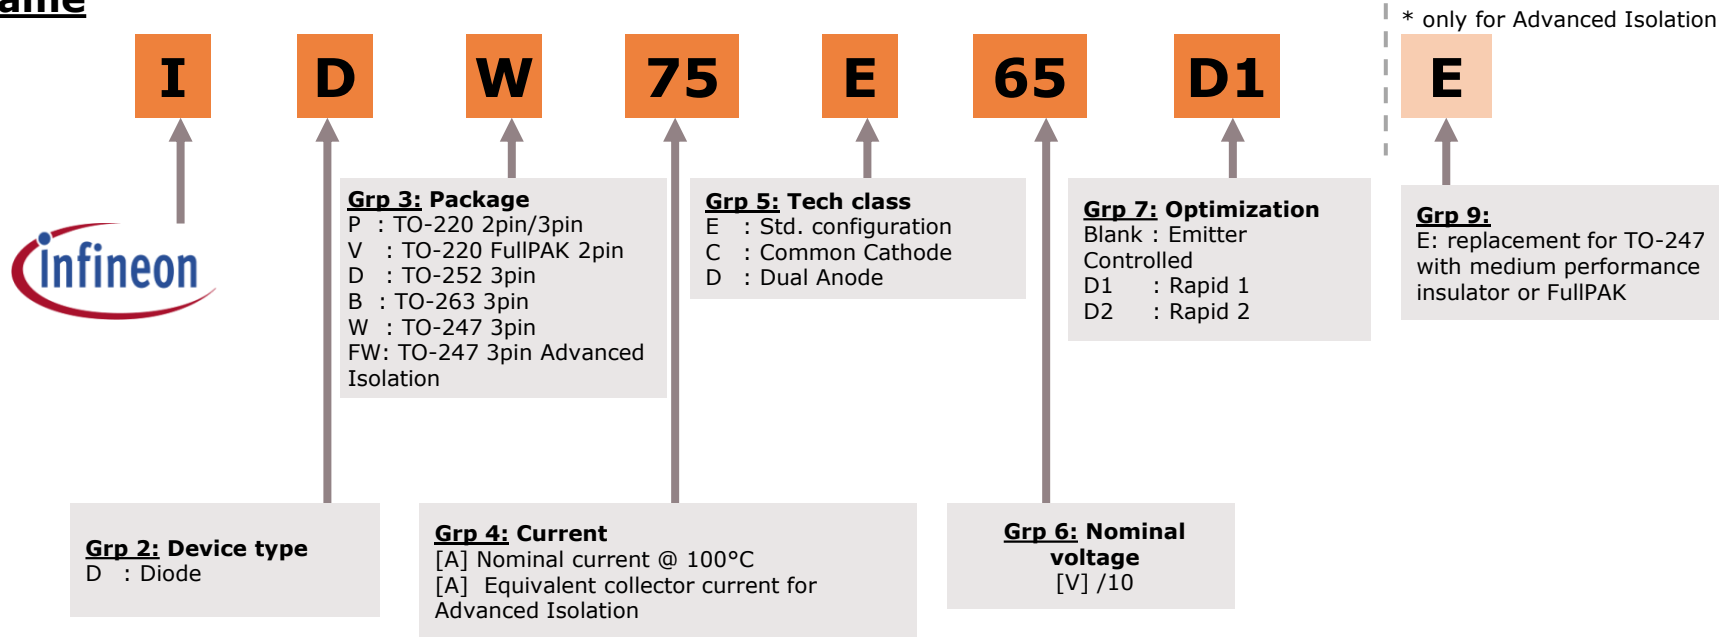 * only for Advanced Isolation
I D W 75 E 65 D1 E
Grp 3: Package
P : TO-220 2pin/3pin
V : TO-220 FullPAK 2pin
D : TO-252 3pin
B : TO-263 3pin
W : TO-247 3pin
FW: TO-247 3pin Advanced
Isolation
Grp 5: Tech class
E : Std. configuration
C : Common Cathode
D : Dual Anode
Grp 7: Optimization
Blank : Emitter
Controlled
D1 : Rapid 1
D2 : Rapid 2
Grp 9:
E: replacement for TO-247
with medium performance
insulator or FullPAK
infineon
Grp 2: Device type
D : Diode
Grp 4: Current
[A] Nominal current @ 100°C
[A] Equivalent collector current for
Advanced Isolation
Grp 6: Nominal
voltage
[V] /10